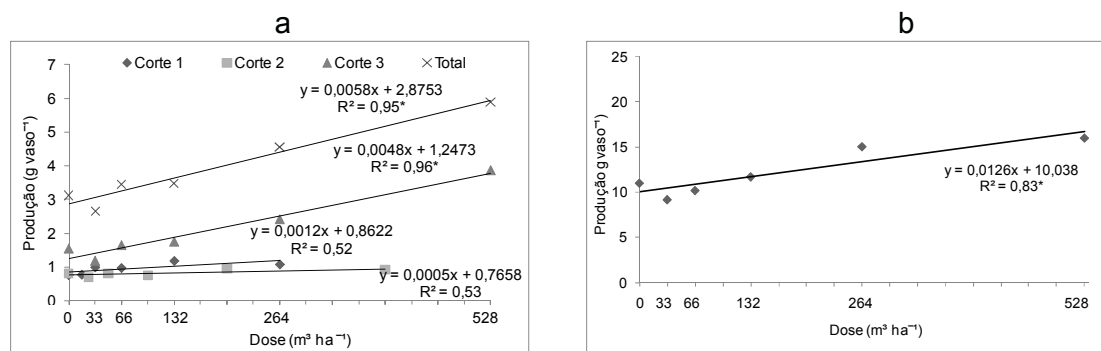 a
Corte 1 Corte 2 Corte 3 Total
7
6
5
4
3
2
1
0
Produção (g vaso⁻¹)
y = 0,0058x + 2,8753
R² = 0,95*
y = 0,0048x + 1,2473
R² = 0,96*
y = 0,0012x + 0,8622
R² = 0,52
y = 0,0005x + 0,7658
R² = 0,53
0 33 66 132 264 528
Dose (m³ ha⁻¹)
b
25
20
15
10
5
0
Produção g vaso⁻¹)
y = 0,0126x + 10,038
R² = 0,83*
0 33 66 132 264 528
Dose (m³ ha⁻¹)